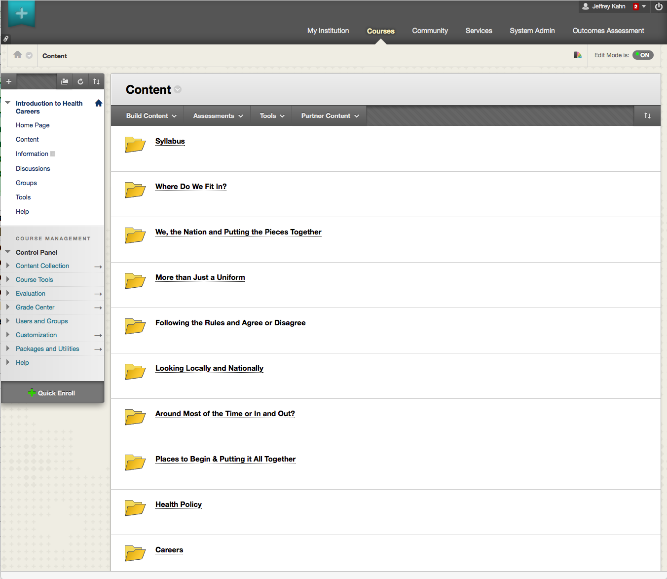 Jeffrey Kahn
2
My Institution
Courses
Community
Services
System Admin
Outcomes Assessment
Content
Edit Mode is:
ON
Introduction to Health
Careers
Home Page
Content
Information
Discussions
Groups
Tools
Help
COURSE MANAGEMENT
Control Panel
Content Collection
Course Tools
Evaluation
Grade Center
Users and Groups
Customization
Packages and Utilities
Help
Quick Enroll
Content
Build Content
Assessments
Tools
Partner Content
Syllabus
Where Do We Fit In?
We, the Nation and Putting the Pieces Together
More than Just a Uniform
Following the Rules and Agree or Disagree
Looking Locally and Nationally
Around Most of the Time or In and Out?
Places to Begin & Putting it All Together
Health Policy
Careers